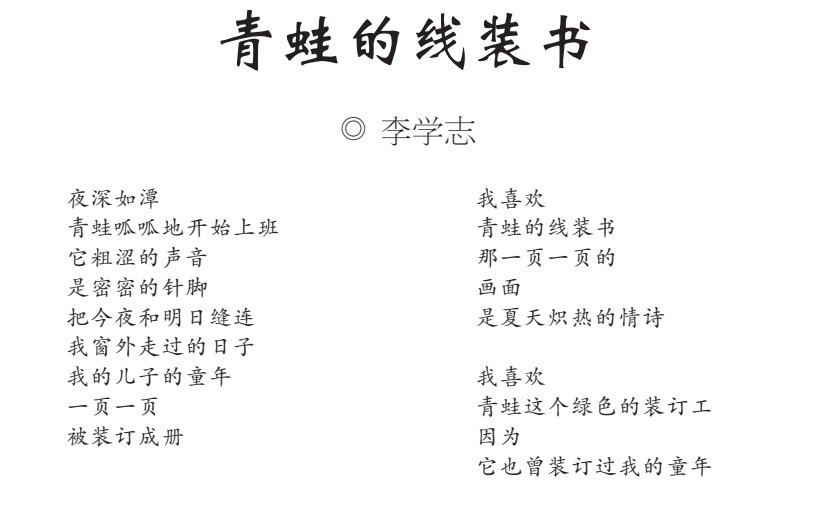 青蛙的线装书
◎ 李学志
夜深如潭
青蛙呱呱地开始上班
它粗涩的声音
是密密的针脚
把今夜和明日缝连
我窗外走过的日子
我的儿子的童年
一页一页
被装订成册
我喜欢
青蛙的线装书
那一页一页的
画面
是夏天炽热的情诗
我喜欢
青蛙这个绿色的装订工
因为
它也曾装订过我的童年